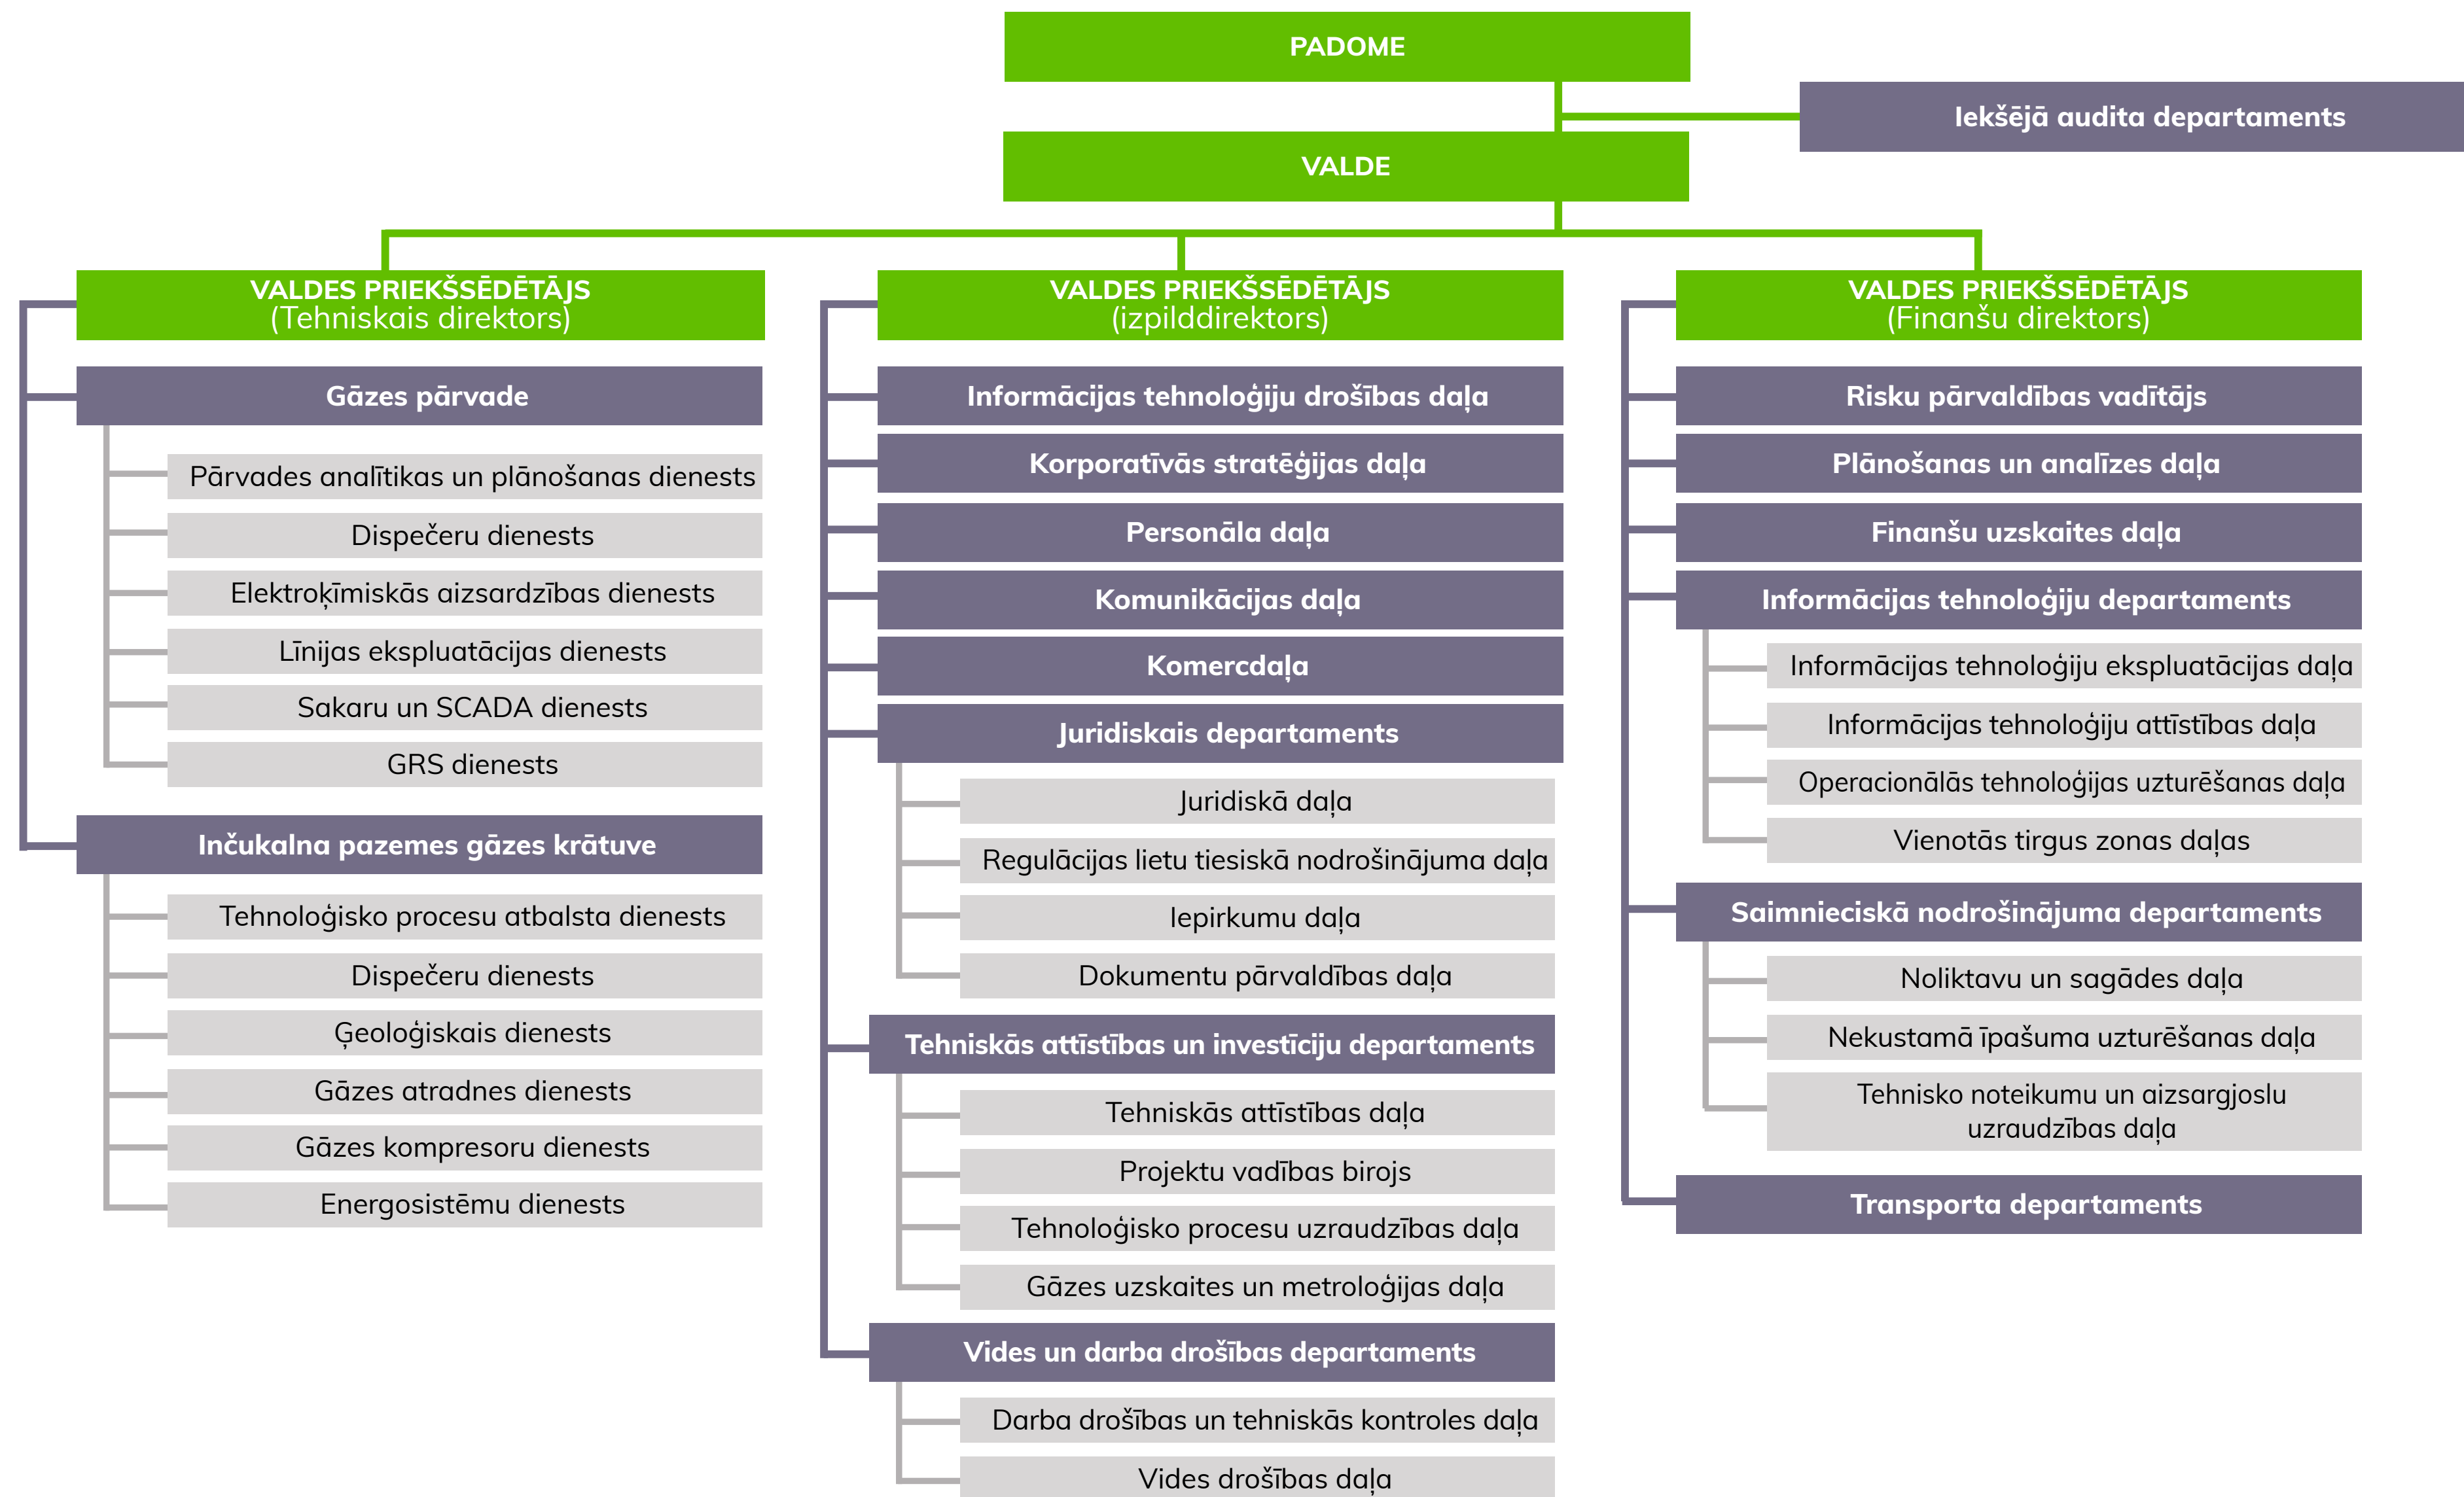 PADOME
Iekšējā audita departaments
VALDE
VALDES PRIEKŠSĒDĒTĀJS
(Tehniskais direktors)
Gāzes pārvade
Pārvades analītikas un plānošanas dienests
Dispečeru dienests
Elektroķīmiskās aizsardzības dienests
Līnijas ekspluatācijas dienests
Sakaru un SCADA dienests
GRS dienests
Inčukalna pazemes gāzes krātuve
Tehnoloģisko procesu atbalsta dienests
Dispečeru dienests
Ģeoloģiskais dienests
Gāzes atradnes dienests
Gāzes kompresoru dienests
Energosistēmu dienests
VALDES PRIEKŠSĒDĒTĀJS
(izpilddirektors)
Informācijas tehnoloģiju drošības daļa
Korporatīvās stratēģijas daļa
Personāla daļa
Komunikācijas daļa
Komercdaļa
Juridiskais departaments
Juridiskā daļa
Regulācijas lietu tiesiskā nodrošinājuma daļa
Iepirkumu daļa
Dokumentu pārvaldības daļa
Tehniskās attīstības un investīciju departaments
Tehniskās attīstības daļa
Projektu vadības birojs
Tehnoloģisko procesu uzraudzības daļa
Gāzes uzskaites un metroloģijas daļa
Vides un darba drošības departaments
Darba drošības un tehniskās kontroles daļa
Vides drošības daļa
VALDES PRIEKŠSĒDĒTĀJS
(Finanšu direktors)
Risku pārvaldības vadītājs
Plānošanas un analīzes daļa
Finanšu uzskaites daļa
Informācijas tehnoloģiju departaments
Informācijas tehnoloģiju ekspluatācijas daļa
Informācijas tehnoloģiju attīstības daļa
Operacionālās tehnoloģijas uzturēšanas daļa
Vienotās tirgus zonas daļas
Saimnieciskā nodrošinājuma departaments
Noliktavu un sagādes daļa
Nekustamā īpašuma uzturēšanas daļa
Tehnisko noteikumu un aizsargjoslu
uzraudzības daļa
Transporta departaments